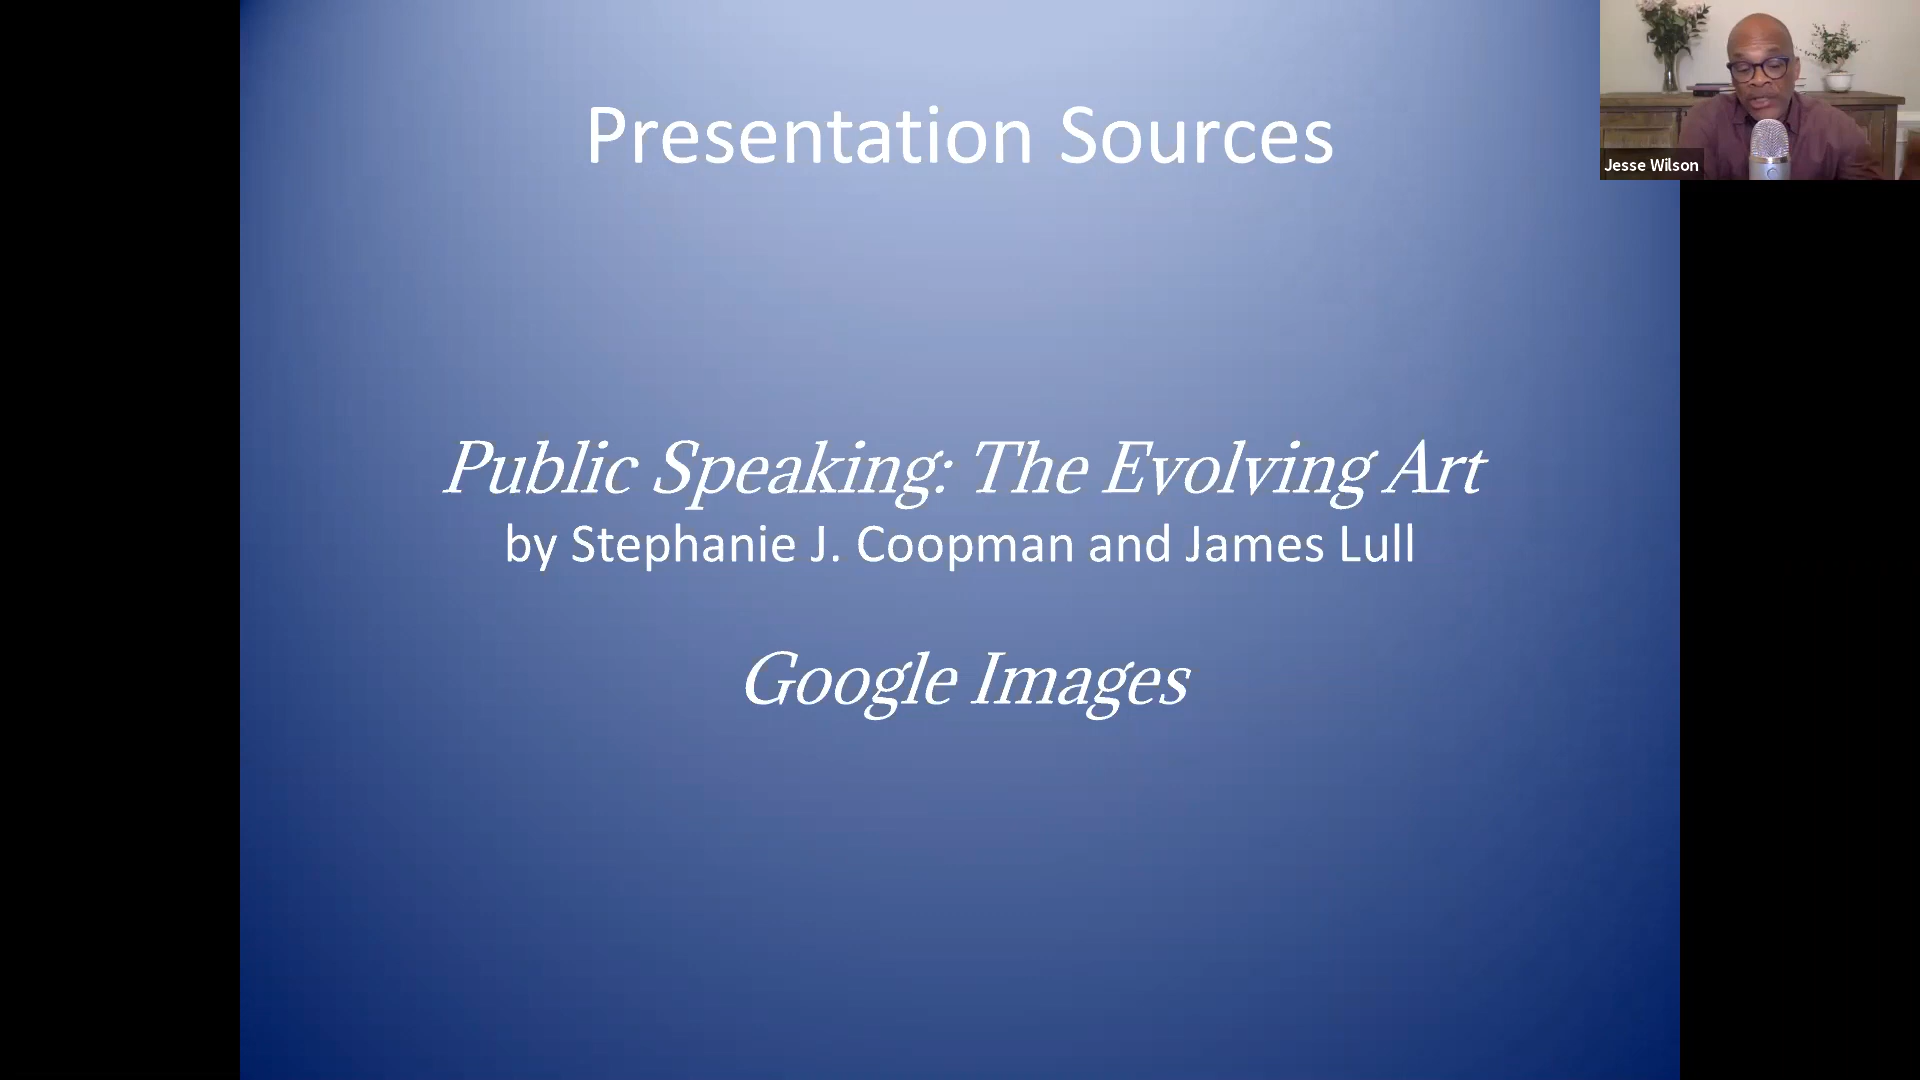 Presentation Sources
Jesse Wilson
Public Speaking: The Evolving Art
by Stephanie J. Coopman and James Lull
Google Images